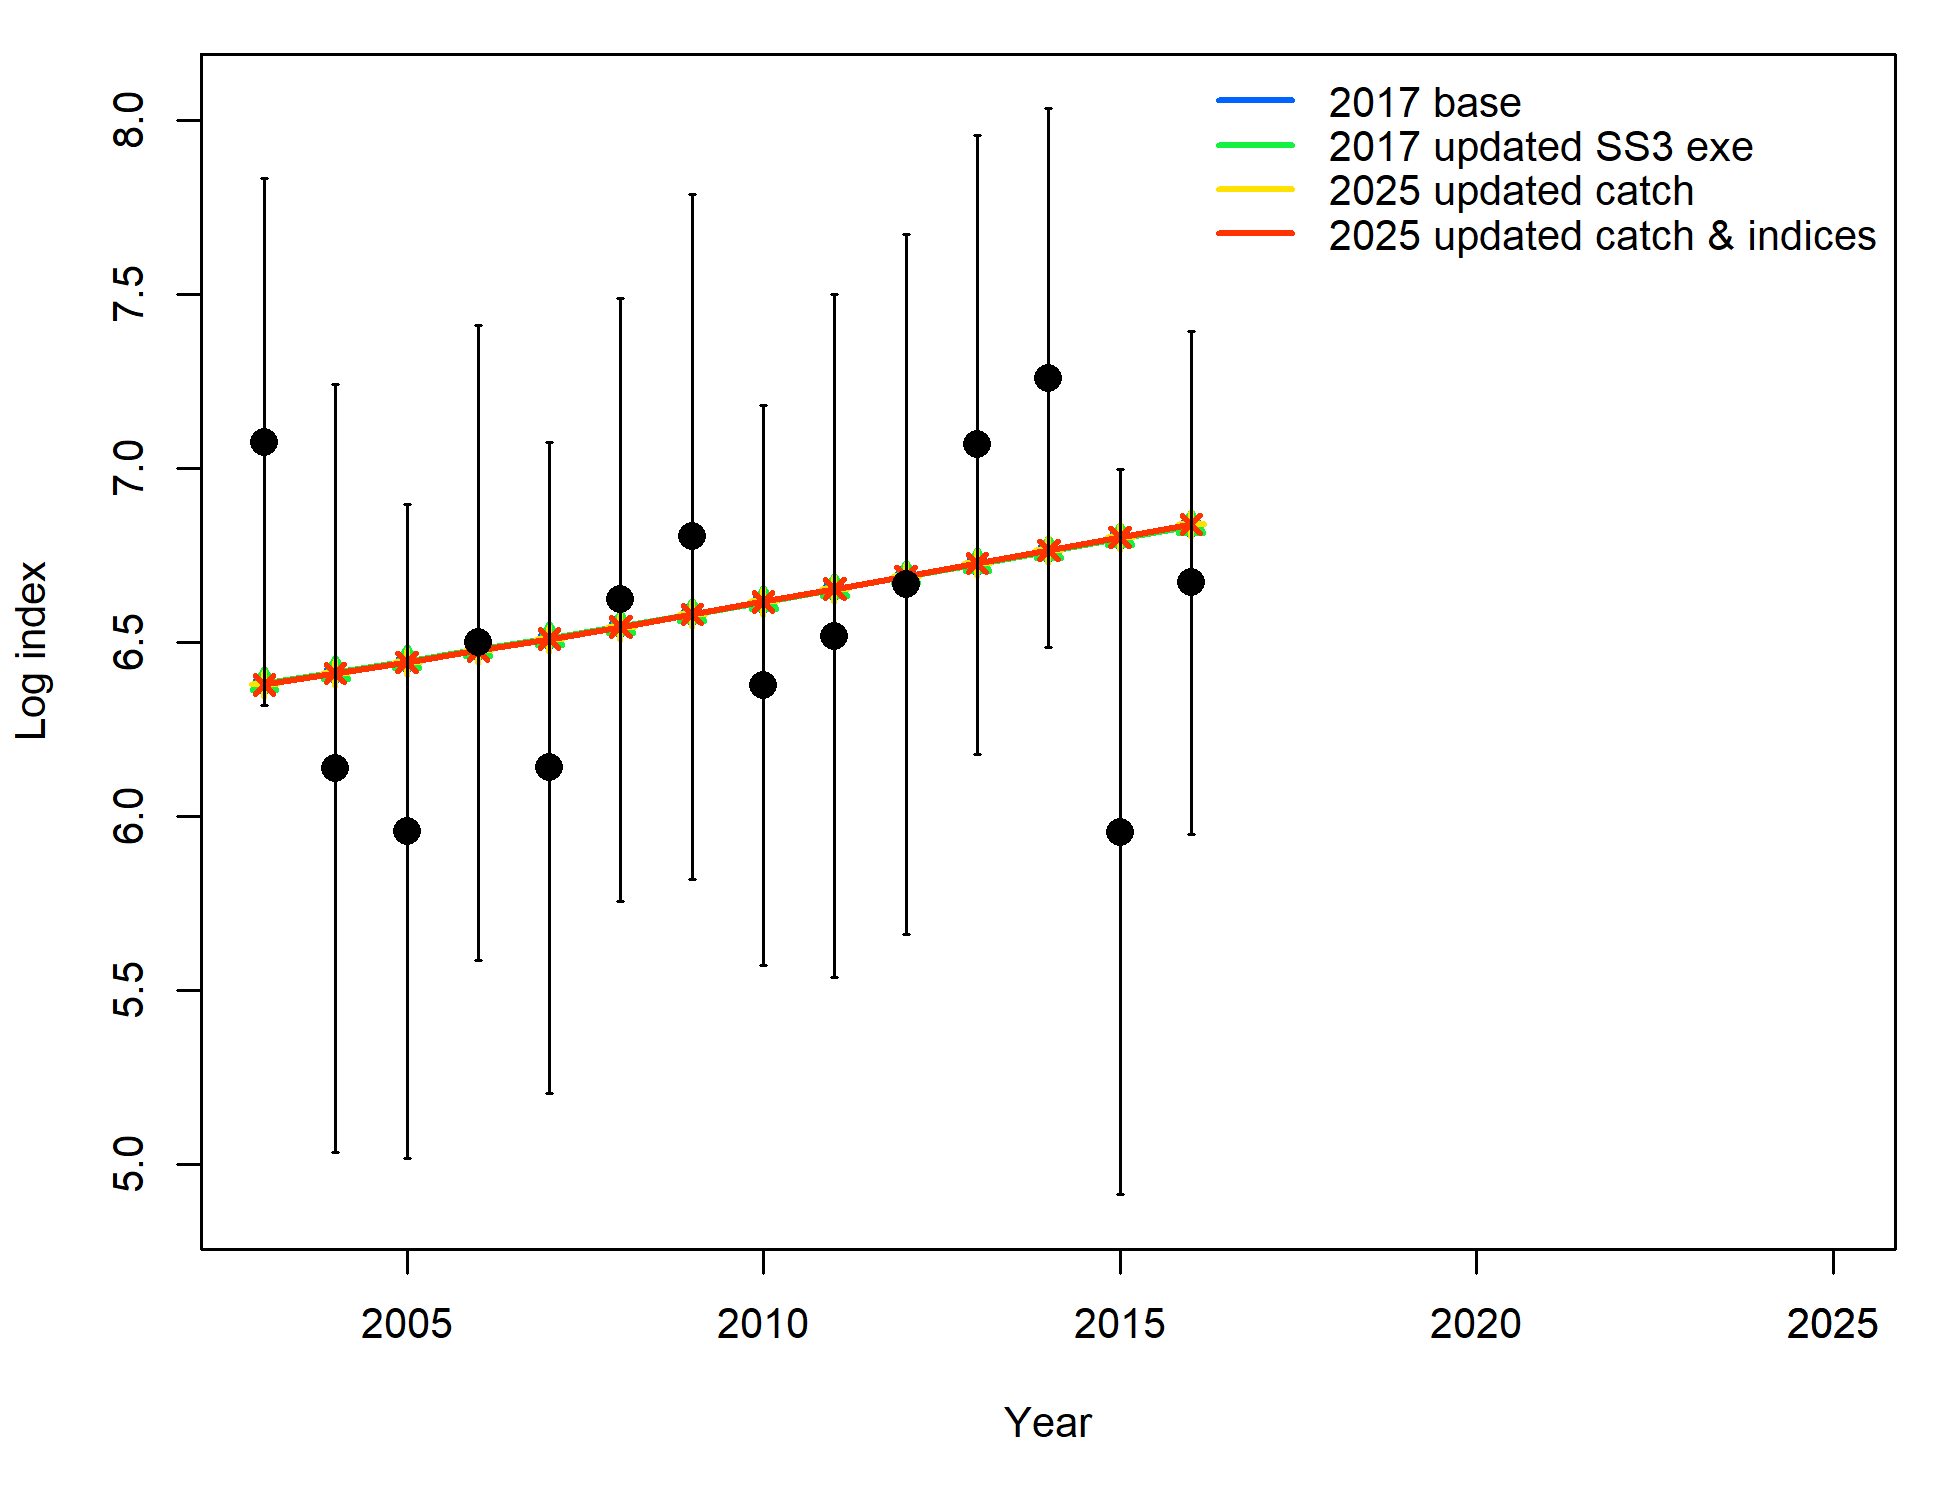 2017 base
2017 updated SS3 exe
2025 updated catch
2025 updated catch & indices
8.0
7.5
7.0
6.5
6.0
5.5
5.0
Log index
2005 2010 2015 2020 2025
Year